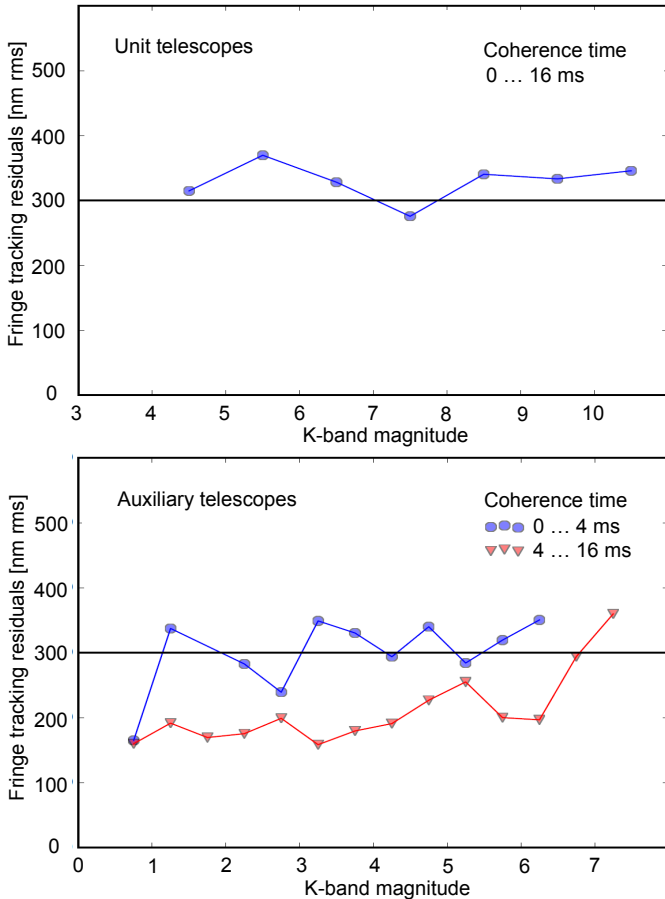 Unit telescopes
Coherence time
0 … 16 ms
Fringe tracking residuals [nm rms]
500
400
300
200
100
0
3 4 5 6 7 8 9 10
K-band magnitude
Auxiliary telescopes
Coherence time
0 … 4 ms
4 … 16 ms
Fringe tracking residuals [nm rms]
500
400
300
200
100
0
0 1 2 3 4 5 6 7
K-band magnitude